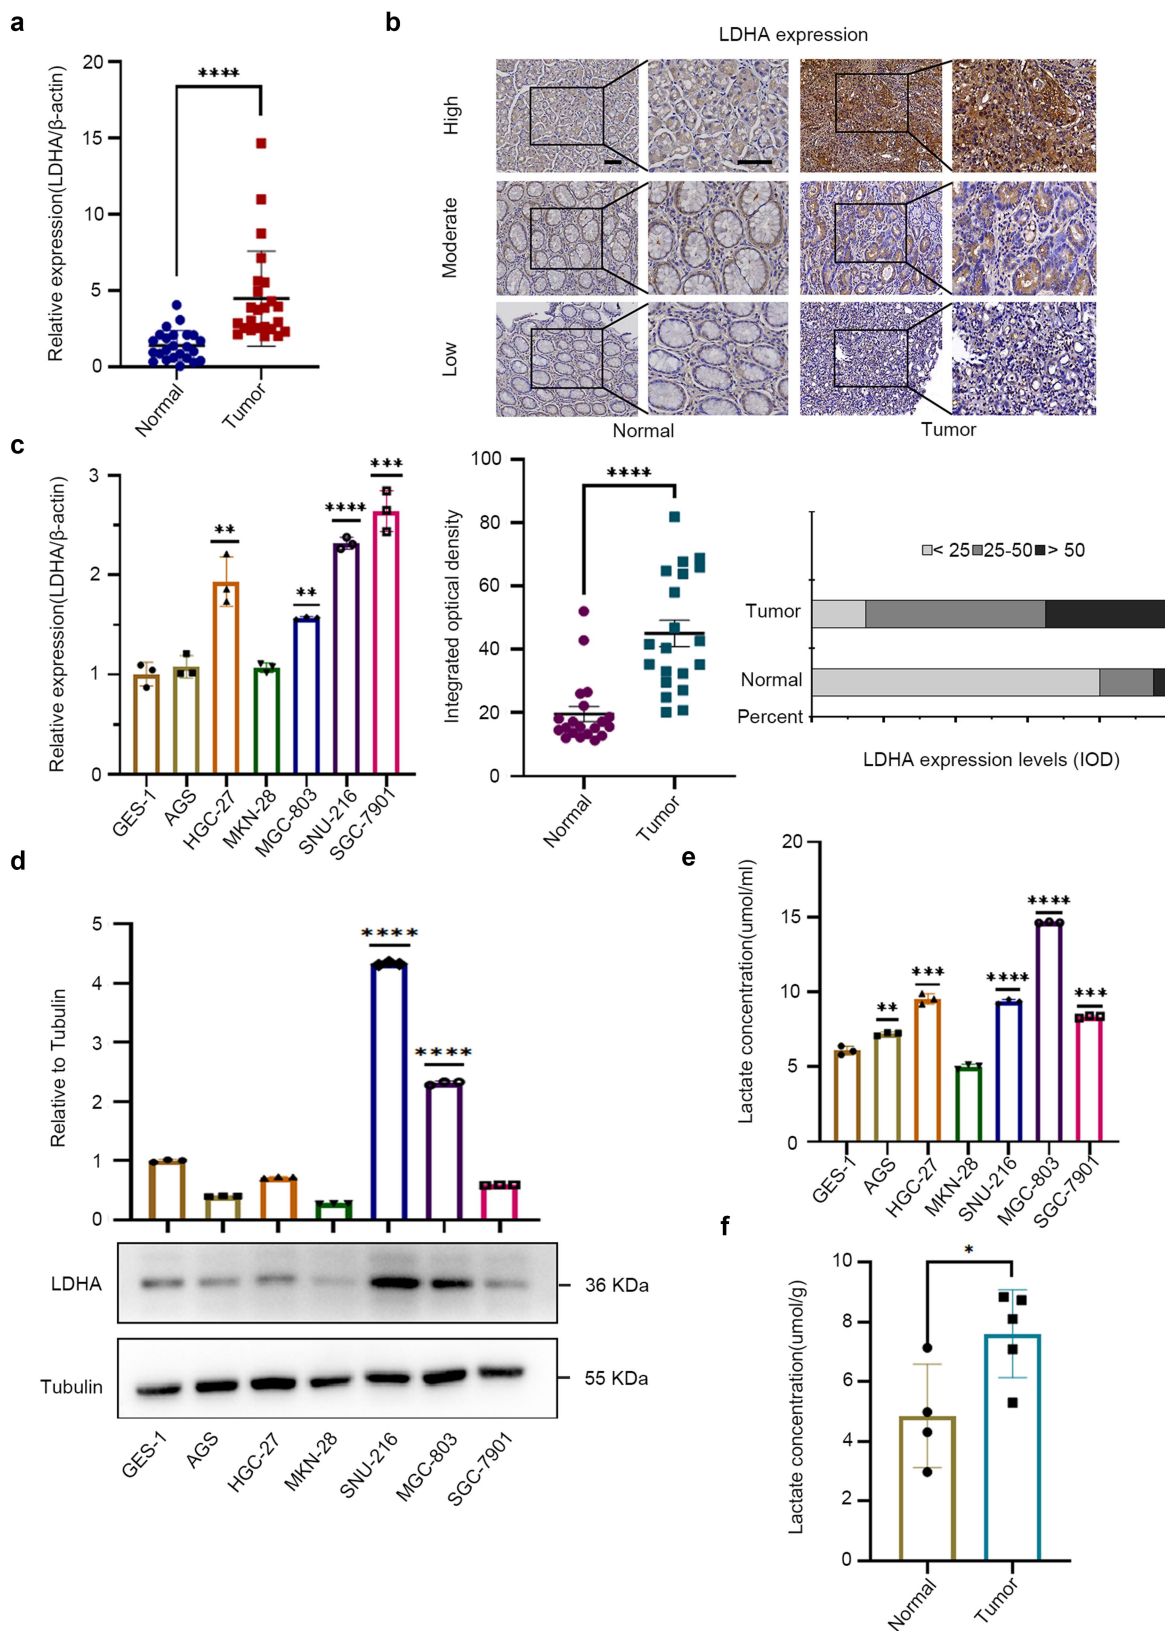 a
Relative expression(LDHA/β-actin)
20
15
10
5
0
****
Normal
Tumor
b
LDHA expression
High
Moderate
Low
Normal
Tumor
Integrated optical density
100
80
60
40
20
0
****
Normal
Tumor
< 25 25-50 > 50
Tumor
Normal
Percent
LDHA expression levels (IOD)
c
Relative expression(LDHA/β-actin)
3
2
1
0
**
**
****
***
GES-1
AGS
HGC-27
MKN-28
MGC-803
SNU-216
SGC-7901
d
Relative to Tubulin
5
4
3
2
1
0
****
****
LDHA
36 KDa
Tubulin
55 KDa
GES-1
AGS
HGC-27
MKN-28
SNU-216
MGC-803
SGC-7901
e
Lactate concentration(umol/ml)
20
15
10
5
0
**
***
****
****
***
GES-1
AGS
HGC-27
MKN-28
SNU-216
MGC-803
SGC-7901
f
Lactate concentration(umol/g)
10
8
6
4
2
0
*
Normal
Tumor